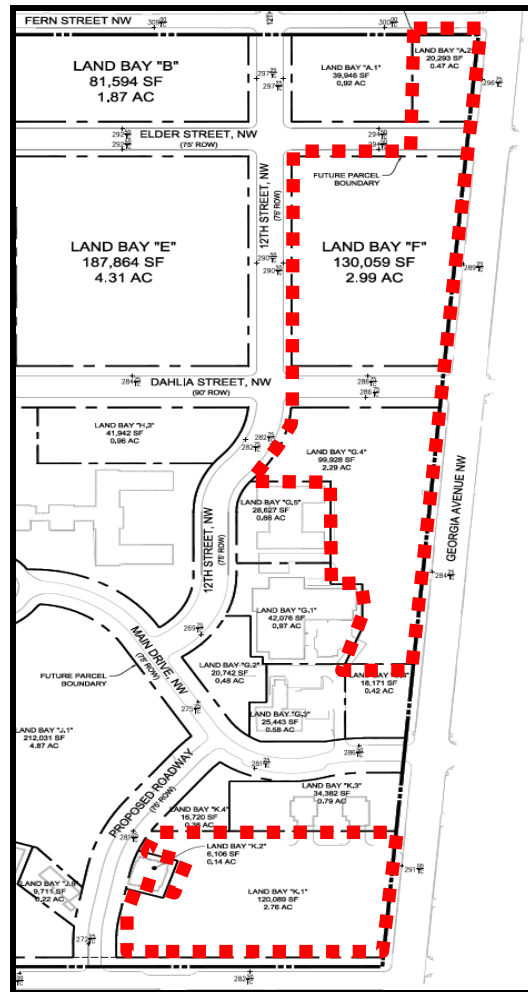 FERN STREET NW
LAND BAY "B"
81,594 SF
1.87 AC
LAND BAY "A.1"
39,946 SF
0.92 AC
LAND BAY "A.2"
20,293 SF
0.47 AC
ELDER STREET, NW
(75' ROW)
FUTURE PARCEL
BOUNDARY
12TH STREET, NW
(75' ROW)
LAND BAY "E"
187,864 SF
4.31 AC
LAND BAY "F"
130,059 SF
2.99 AC
DAHLIA STREET, NW
(90' ROW)
LAND BAY "H.3"
41,942 SF
0.96 AC
LAND BAY "G.4"
99,928 SF
2.29 AC
GEORGIA AVENUE NW
LAND BAY "G.5"
28,627 SF
0.66 AC
12TH STREET, NW
(75' ROW)
LAND BAY "G.1"
42,076 SF
0.97 AC
MAIN DRIVE, NW
(75' ROW)
FUTURE PARCEL
BOUNDARY
LAND BAY "G.2"
20,742 SF
0.48 AC
LAND BAY
18,171 SF
0.42 AC
LAND BAY "G.3"
25,443 SF
0.58 AC
LAND BAY "J.1"
212,031 SF
4.87 AC
PROPOSED ROADWAY
(75' ROW)
LAND BAY "K.3"
34,382 SF
0.79 AC
LAND BAY "K.4"
16,720 SF
LAND BAY "K.2"
6,106 SF
0.14 AC
LAND BAY "J.9"
9,711 SF
0.22 AC
LAND BAY "K.1"
120,089 SF
2.76 AC